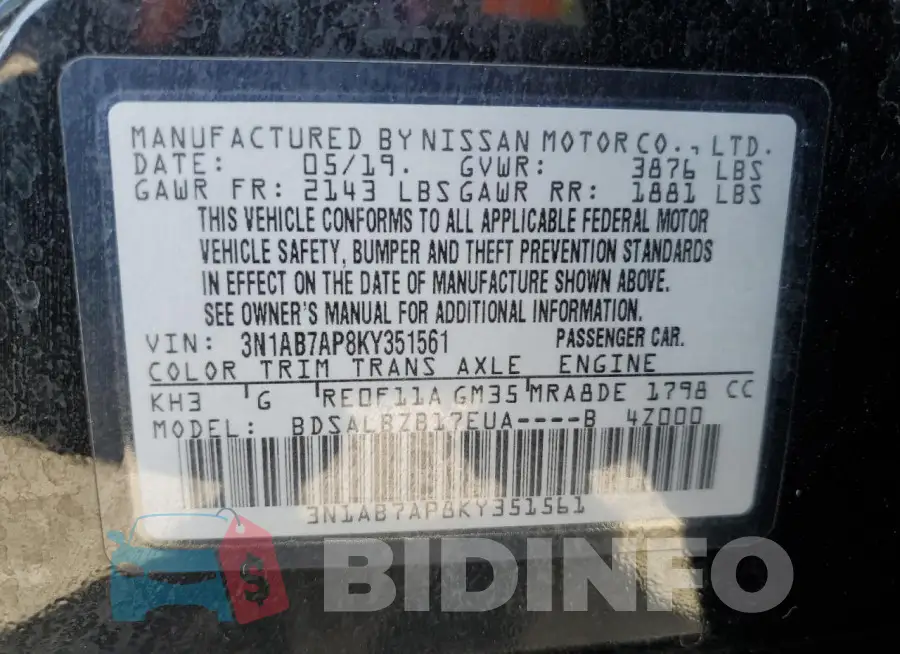 MANUFACTURED BY NISSAN MOTOR CO., LTD.
DATE: 05/19. GVWR: 3876 LBS
GAWR FR: 2143 LBS GAWR RR: 1881 LBS
THIS VEHICLE CONFORMS TO ALL APPLICABLE FEDERAL MOTOR
VEHICLE SAFETY, BUMPER AND THEFT PREVENTION STANDARDS
IN EFFECT ON THE DATE OF MANUFACTURE SHOWN ABOVE.
SEE OWNER'S MANUAL FOR ADDITIONAL INFORMATION.
VIN: 3N1AB7AP8KY351561 PASSENGER CAR.
COLOR TRIM TRANS AXLE ENGINE
KH3 G RE0F11A GM35 MRA8DE 1798 CC
MODEL: BDSALBZB17EUA----B 4Z000
3N1AB7AP8KY351561
$ BIDINFO